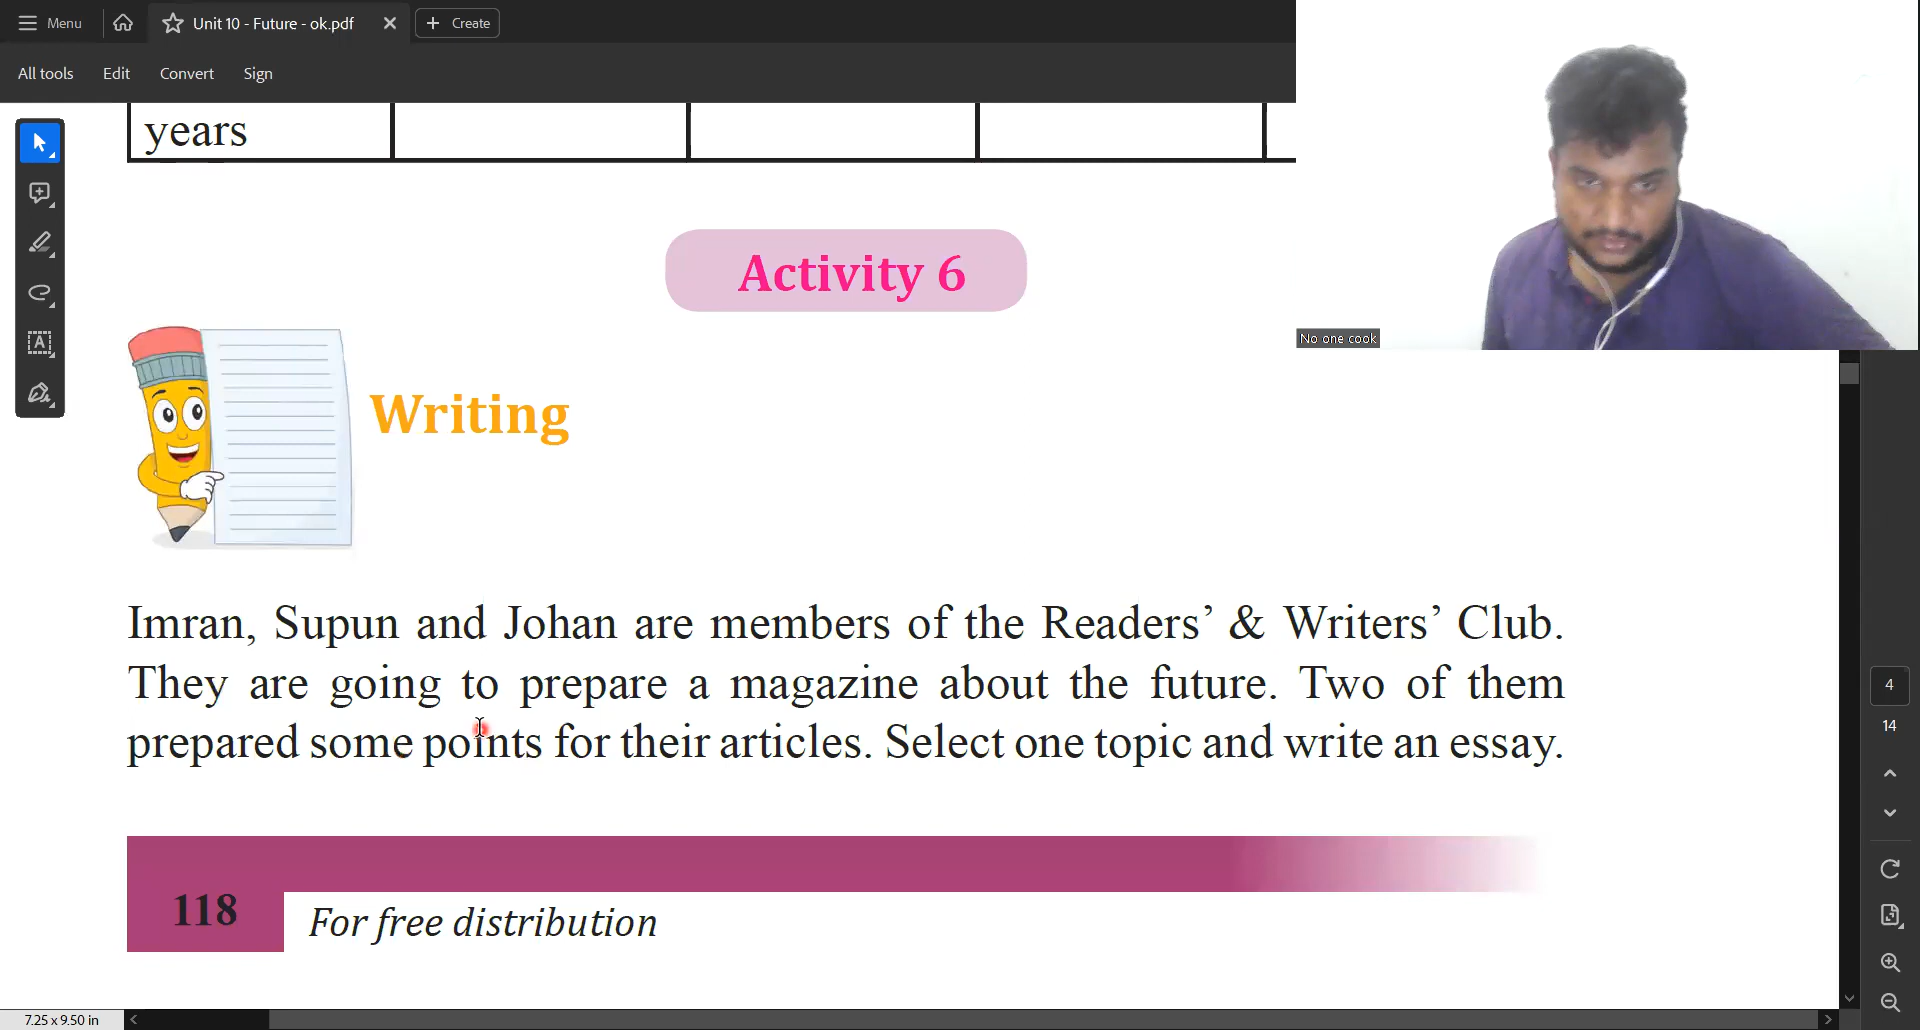 Menu
Unit 10 - Future - ok.pdf
Create
All tools Edit Convert Sign
years
Activity 6
No one cook
Writing
Imran, Supun and Johan are members of the Readers’ & Writers’ Club.
They are going to prepare a magazine about the future. Two of them
prepared some points for their articles. Select one topic and write an essay.
4
14
118
For free distribution
7.25 x 9.50 in